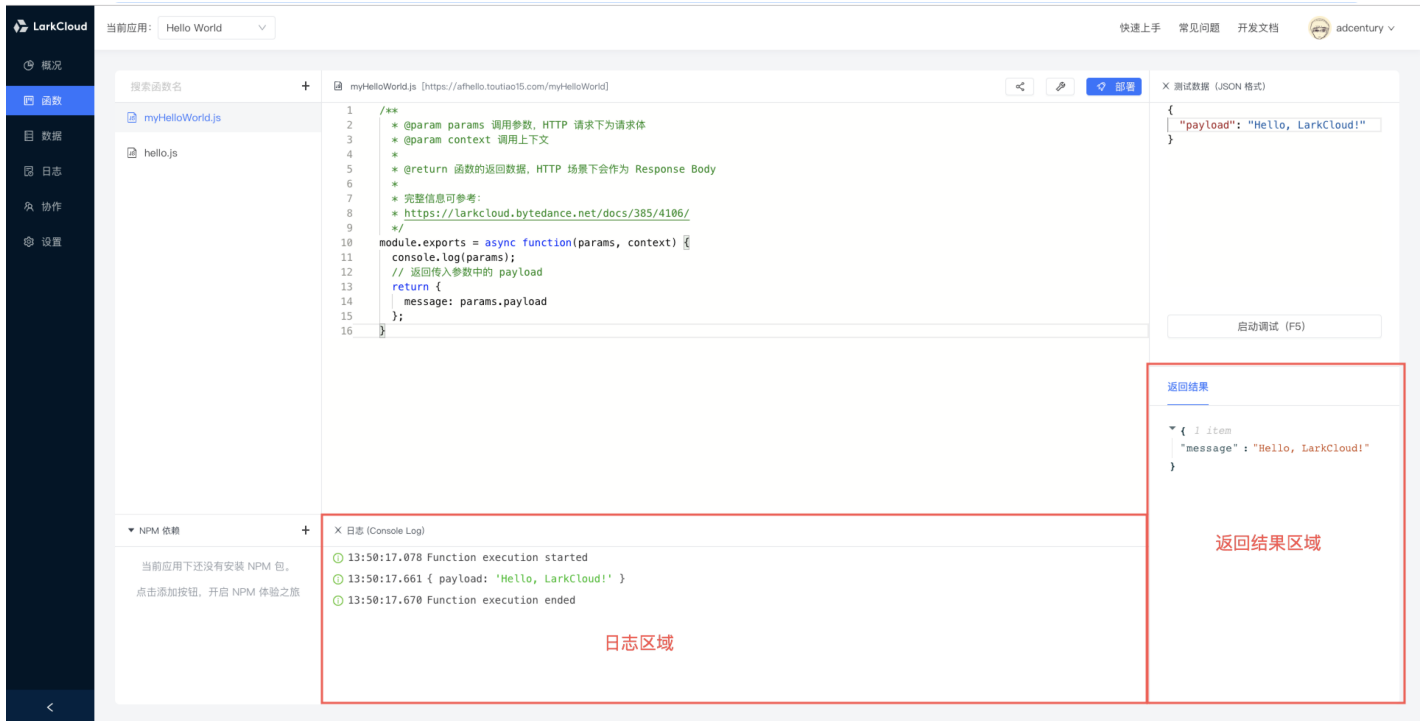 LarkCloud
当前应用: Hello World
快速上手 常见问题 开发文档 adcentury
概况
函数
数据
日志
协作
设置
搜索函数名 +
myHelloWorld.js
hello.js
myHelloWorld.js [https://afhello.toutiao15.com/myHelloWorld]
部署
1 /**
2 * @param params 调用参数, HTTP 请求下为请求体
3 * @param context 调用上下文
4 *
5 * @return 函数的返回数据, HTTP 场景下会作为 Response Body
6 *
7 * 完整信息可参考:
8 * https://larkcloud.bytedance.net/docs/385/4106/
9 */
10 module.exports = async function(params, context) {
11 console.log(params);
12 // 返回传入参数中的 payload
13 return {
14 message: params.payload
15 };
16 }
× 测试数据 (JSON 格式)
{
"payload": "Hello, LarkCloud!"
}
启动调试 (F5)
返回结果
{ 1 item
"message" : "Hello, LarkCloud!"
}
返回结果区域
NPM 依赖 +
当前应用下还没有安装 NPM 包。
点击添加按钮, 开启 NPM 体验之旅
× 日志 (Console Log)
13:50:17.078 Function execution started
13:50:17.661 { payload: 'Hello, LarkCloud!' }
13:50:17.670 Function execution ended
日志区域